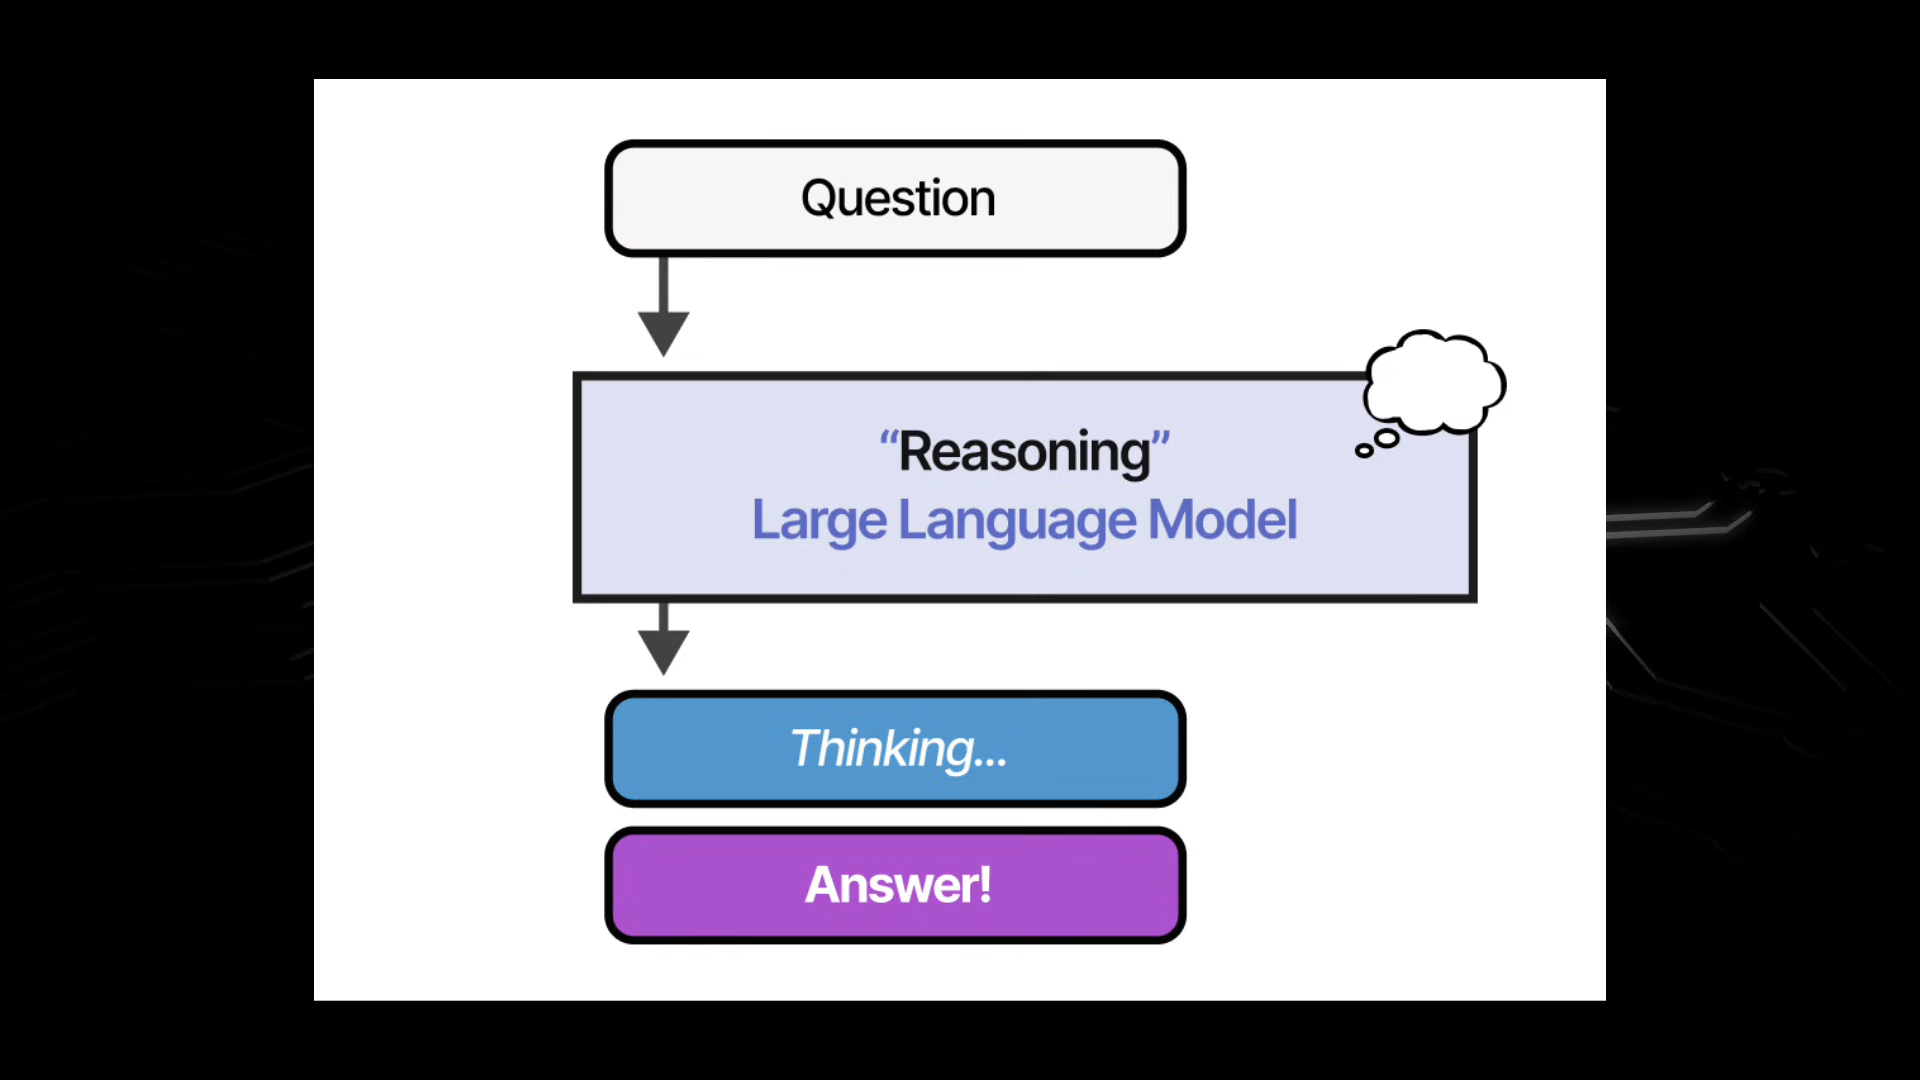 Question
“Reasoning”
Large Language Model
Thinking...
Answer!